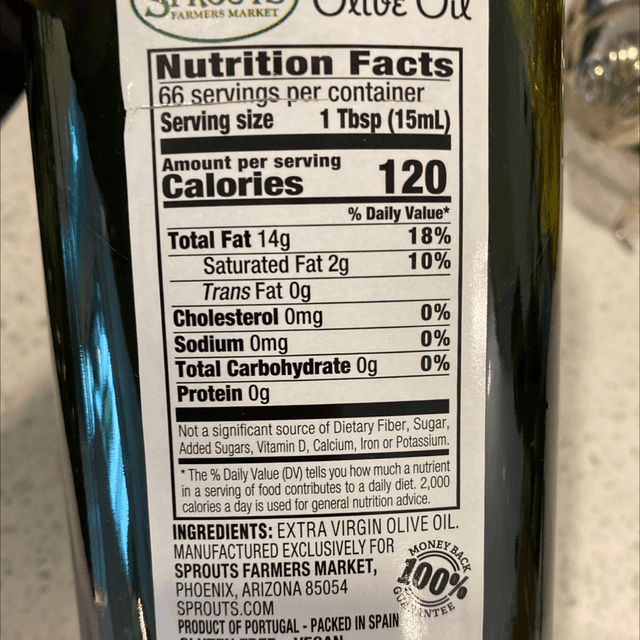 SPROUTS
FARMERS MARKET
Olive Oil
Nutrition Facts
66 servings per container
Serving size 1 Tbsp (15mL)
Amount per serving
Calories 120
% Daily Value*
Total Fat 14g 18%
Saturated Fat 2g 10%
Trans Fat 0g
Cholesterol 0mg 0%
Sodium 0mg 0%
Total Carbohydrate 0g 0%
Protein 0g
Not a significant source of Dietary Fiber, Sugar,
Added Sugars, Vitamin D, Calcium, Iron or Potassium.
* The % Daily Value (DV) tells you how much a nutrient
in a serving of food contributes to a daily diet. 2,000
calories a day is used for general nutrition advice.
INGREDIENTS: EXTRA VIRGIN OLIVE OIL.
MANUFACTURED EXCLUSIVELY FOR
SPROUTS FARMERS MARKET,
PHOENIX, ARIZONA 85054
SPROUTS.COM
PRODUCT OF PORTUGAL - PACKED IN SPAIN
GLUTEN FREE - VEGAN
MONEY BACK
100%
GUARANTEE